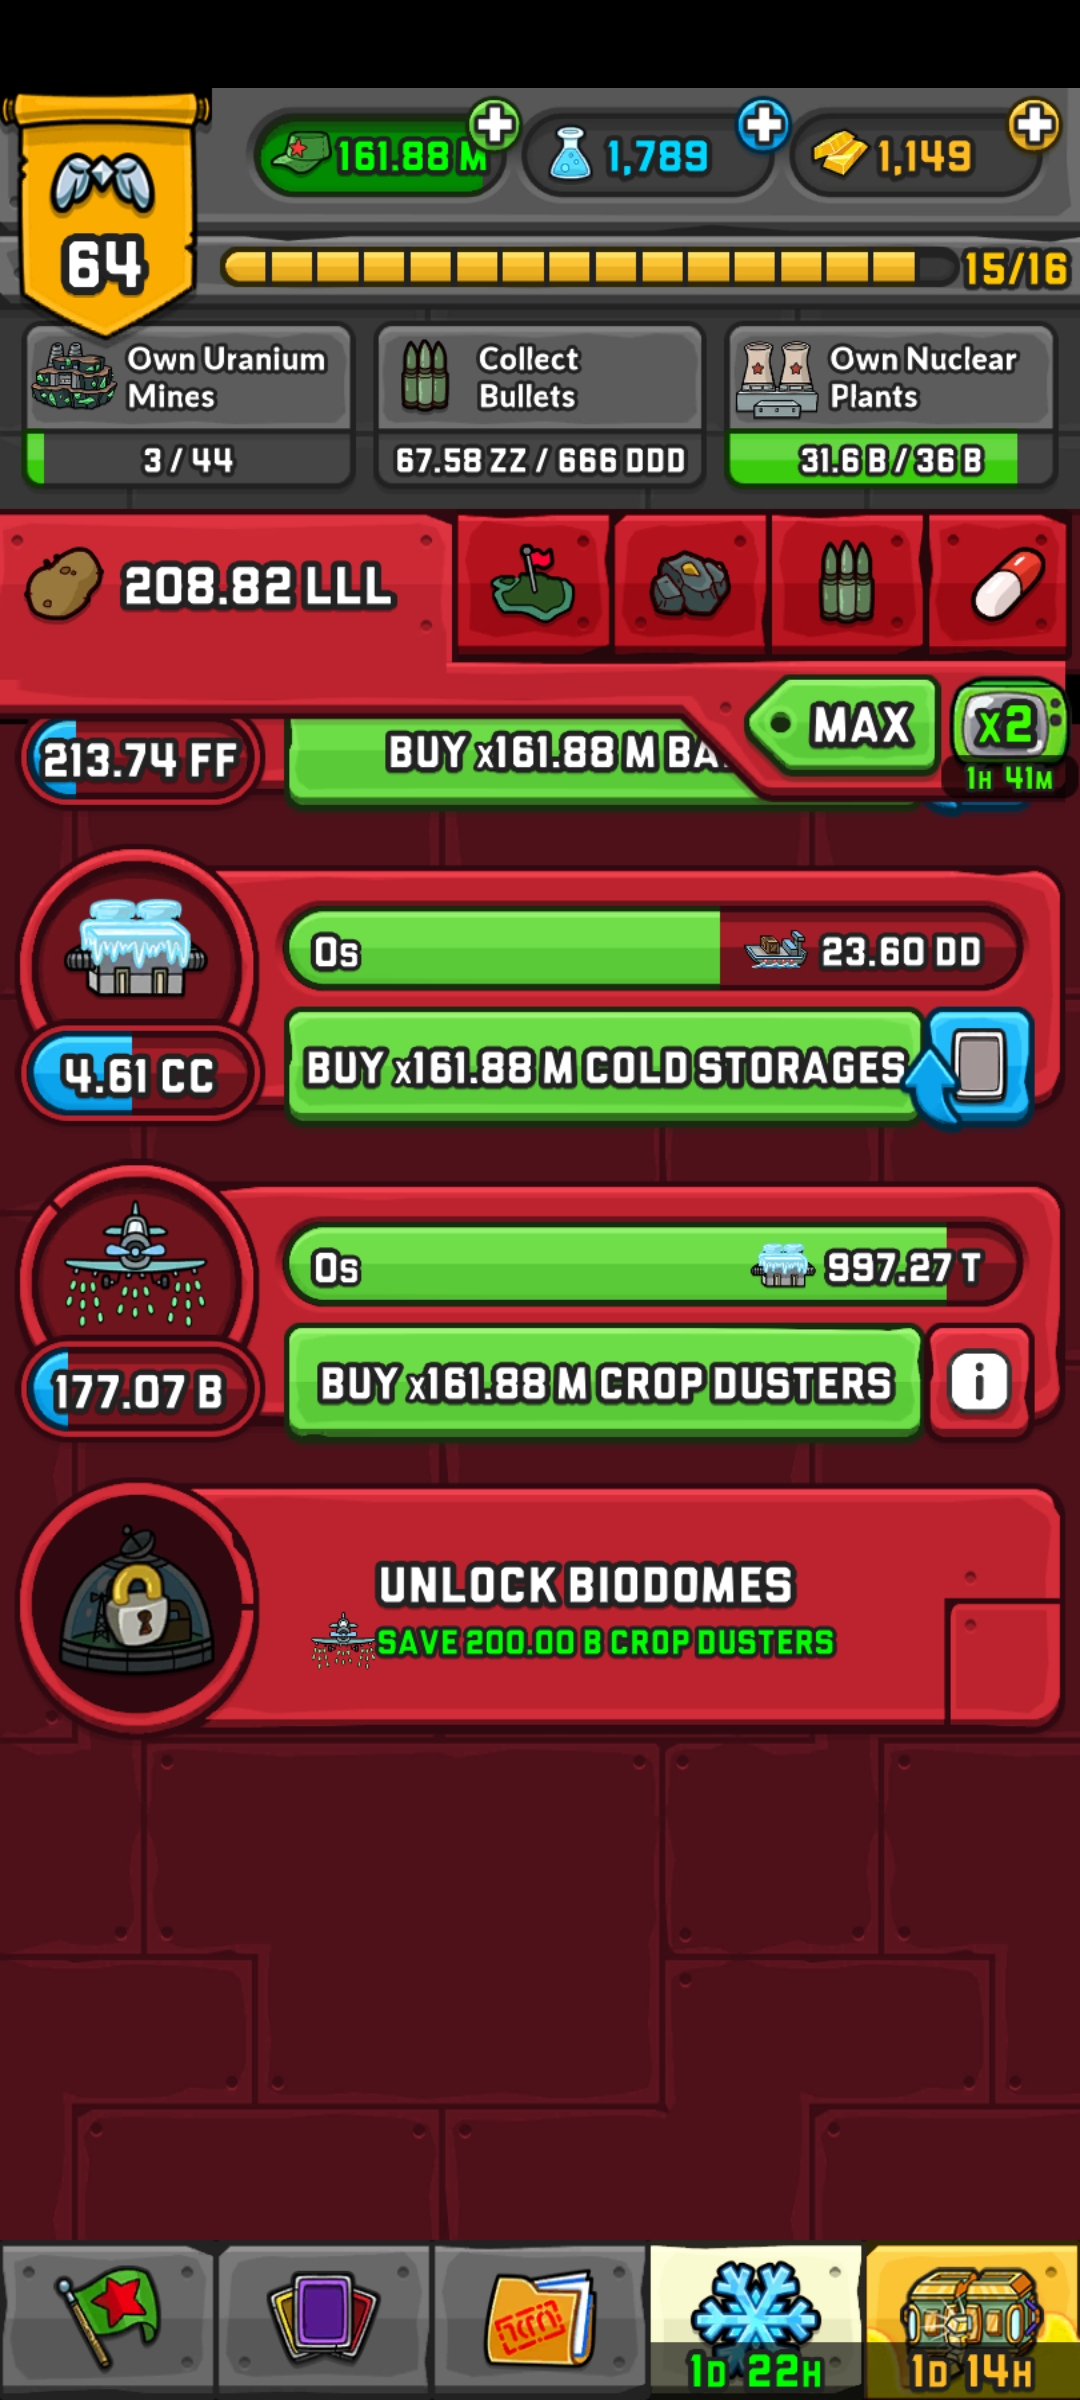 161.88 M
1,789
1,149
64
15/16
Own Uranium
Mines
3 / 44
Collect
Bullets
67.58 ZZ / 666 DDD
Own Nuclear
Plants
31.6 B / 36 B
208.82 LLL
MAX
x2
1H 41M
213.74 FF
BUY x161.88 M BA
0s
23.60 DD
4.61 CC
BUY x161.88 M COLD STORAGES
0s
997.27 T
177.07 B
BUY x161.88 M CROP DUSTERS
i
UNLOCK BIODOMES
SAVE 200.00 B CROP DUSTERS
1D 22H
1D 14H